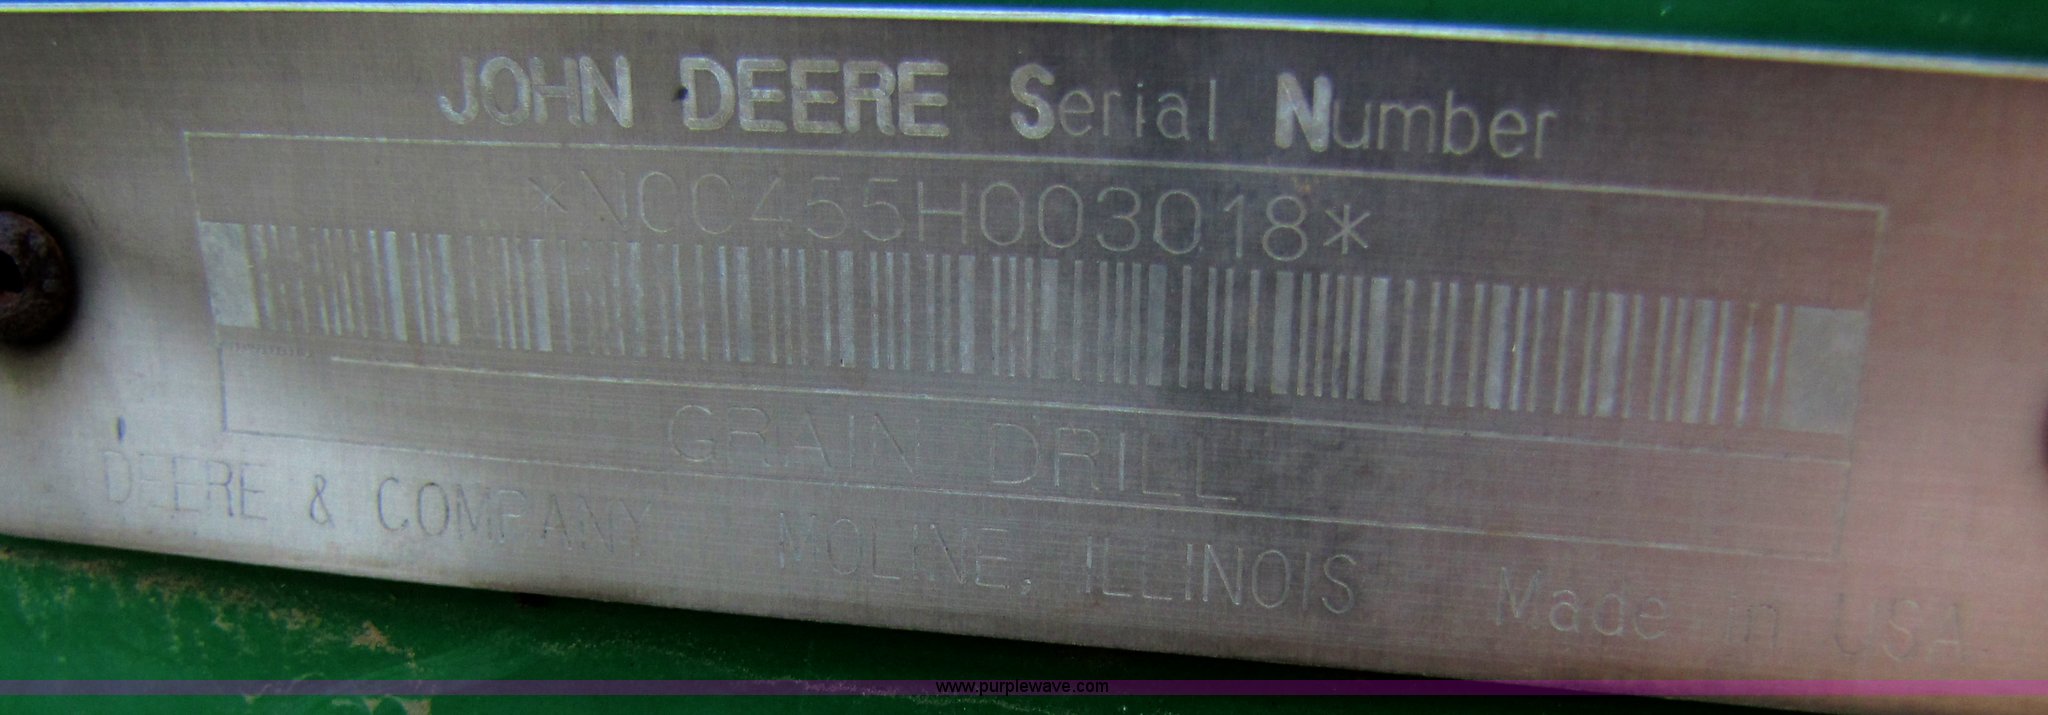 JOHN DEERE Serial Number
*N00455H003018*
GRAIN DRILL
DEERE & COMPANY MOLINE, ILLINOIS Made in USA
www.purplewave.com